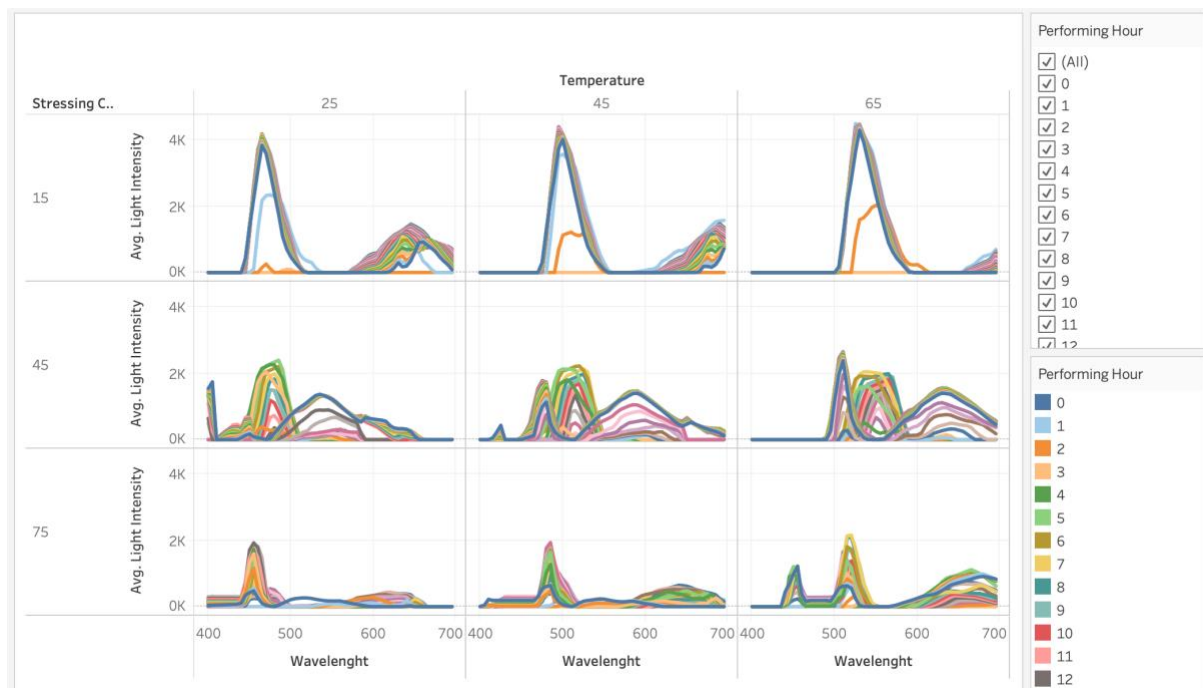 Temperature
Stressing C..
25
45
65
15
Avg. Light Intensity
4K
2K
0K
45
Avg. Light Intensity
4K
2K
0K
75
Avg. Light Intensity
4K
2K
0K
400 500 600 700
400 500 600 700
400 500 600 700
Wavelenght
Wavelenght
Wavelenght
Performing Hour
(All)
0
1
2
3
4
5
6
7
8
9
10
11
12
Performing Hour
0
1
2
3
4
5
6
7
8
9
10
11
12